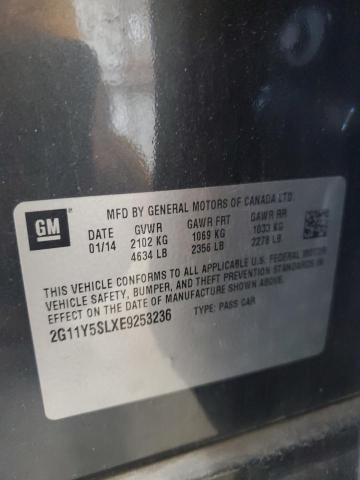 GM
MFD BY GENERAL MOTORS OF CANADA LTD.
DATE GVWR GAWR FRT GAWR RR
01/14 2102 KG 1069 KG 1033 KG
4634 LB 2356 LB 2278 LB
THIS VEHICLE CONFORMS TO ALL APPLICABLE U.S. FEDERAL MOTOR
VEHICLE SAFETY, BUMPER, AND THEFT PREVENTION STANDARDS
IN EFFECT ON THE DATE OF MANUFACTURE SHOWN ABOVE.
2G11Y5SLXE9253236 TYPE: PASS CAR